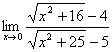 lim x→0 (√(x² + 16 − 4)) / (√(x² + 25 − 5))